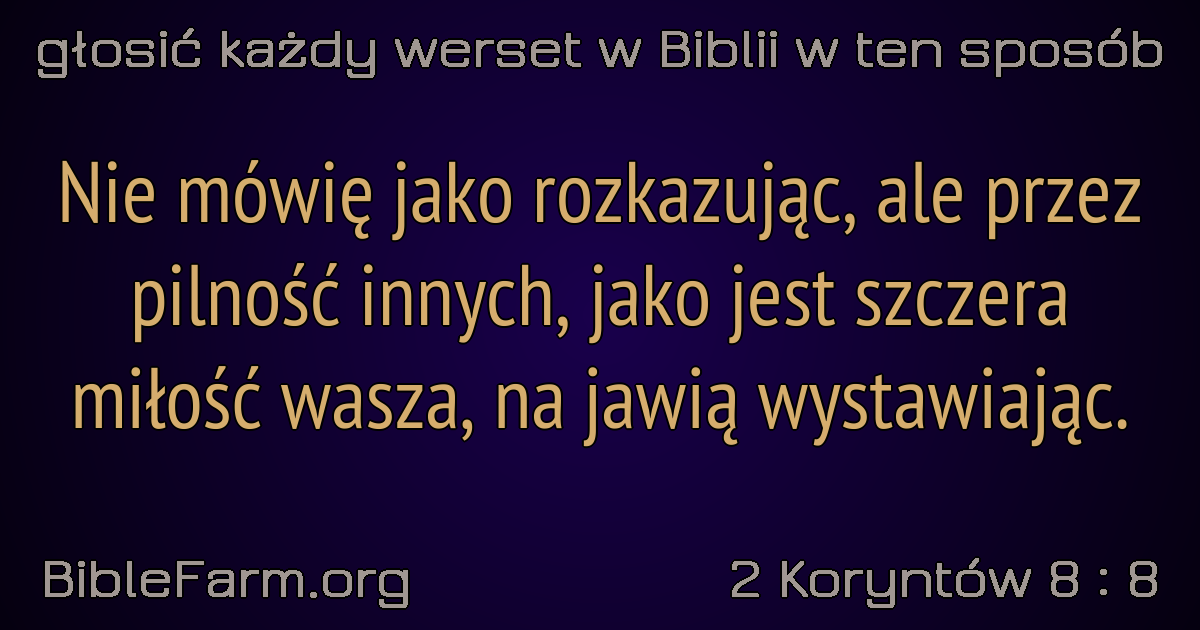 głosić każdy werset w Biblii w ten sposób
Nie mówię jako rozkazując, ale przez
pilność innych, jako jest szczera
miłość wasza, na jawią wystawiając.
BibleFarm.org
2 Koryntów 8 : 8